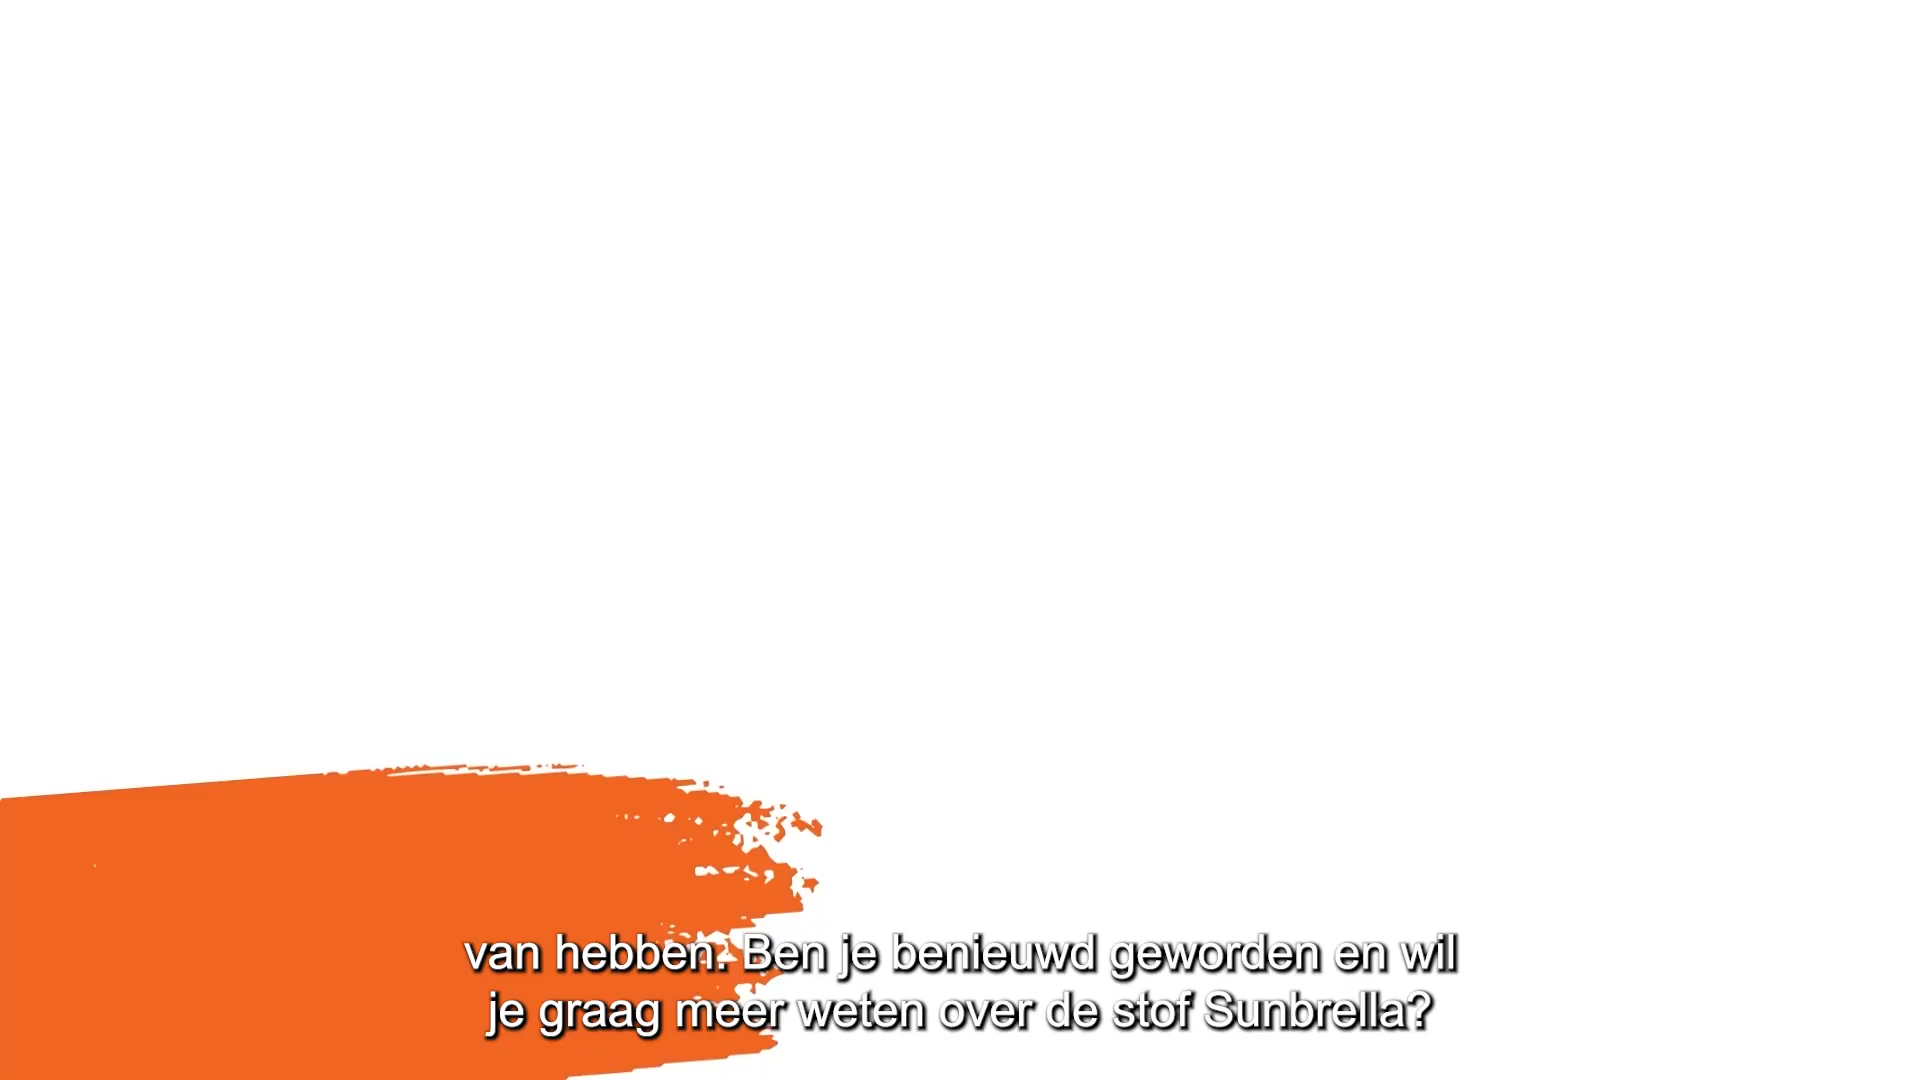 van hebben. Ben je benieuwd geworden en wil
je graag meer weten over de stof Sunbrella?